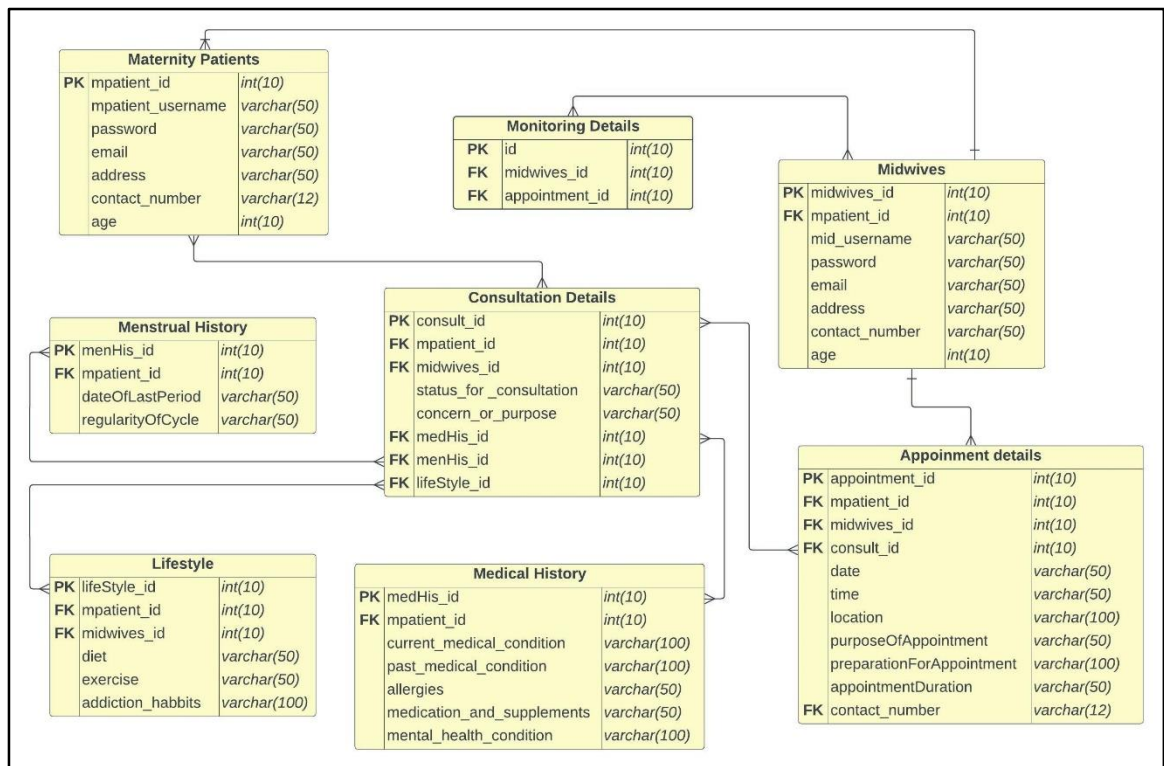 Maternity Patients
PK mpatient_id int(10)
mpatient_username varchar(50)
password varchar(50)
email varchar(50)
address varchar(50)
contact_number varchar(12)
age int(10)
Monitoring Details
PK id int(10)
FK midwives_id int(10)
FK appointment_id int(10)
Midwives
PK midwives_id int(10)
FK mpatient_id int(10)
mid_username varchar(50)
password varchar(50)
email varchar(50)
address varchar(50)
contact_number varchar(50)
age int(10)
Menstrual History
PK menHis_id int(10)
FK mpatient_id int(10)
dateOfLastPeriod varchar(50)
regularityOfCycle varchar(50)
Consultation Details
PK consult_id int(10)
FK mpatient_id int(10)
FK midwives_id int(10)
status_for _consultation varchar(50)
concern_or_purpose varchar(50)
FK medHis_id int(10)
FK menHis_id int(10)
FK lifeStyle_id int(10)
Appoinment details
PK appointment_id int(10)
FK mpatient_id int(10)
FK midwives_id int(10)
FK consult_id int(10)
date varchar(50)
time varchar(50)
location varchar(100)
purposeOfAppointment varchar(50)
preparationForAppointment varchar(100)
appointmentDuration varchar(50)
FK contact_number varchar(12)
Lifestyle
PK lifeStyle_id int(10)
FK mpatient_id int(10)
FK midwives_id int(10)
diet varchar(50)
exercise varchar(50)
addiction_habbits varchar(100)
Medical History
PK medHis_id int(10)
FK mpatient_id int(10)
current_medical_condition varchar(100)
past_medical_condition varchar(100)
allergies varchar(50)
medication_and_supplements varchar(50)
mental_health_condition varchar(100)